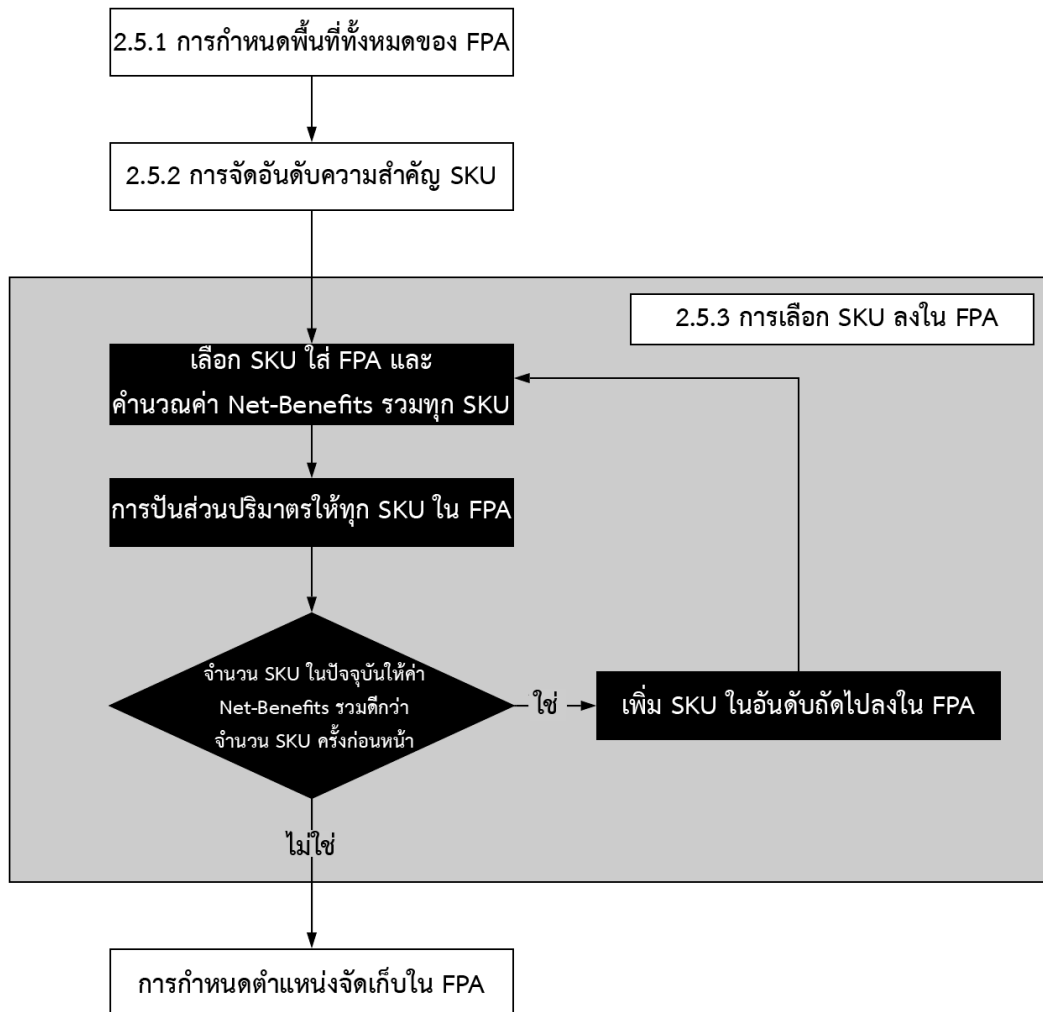 2.5.1 การกำหนดพื้นที่ทั้งหมดของ FPA
2.5.2 การจัดอันดับความสำคัญ SKU
2.5.3 การเลือก SKU ลงใน FPA
เลือก SKU ใส่ FPA และ
คำนวณค่า Net-Benefits รวมทุก SKU
การปันส่วนปริมาตรให้ทุก SKU ใน FPA
จำนวน SKU ในปัจจุบันให้ค่า
Net-Benefits รวมดีกว่า
จำนวน SKU ครั้งก่อนหน้า
ใช่
เพิ่ม SKU ในอันดับถัดไปลงใน FPA
ไม่ใช่
การกำหนดตำแหน่งจัดเก็บใน FPA